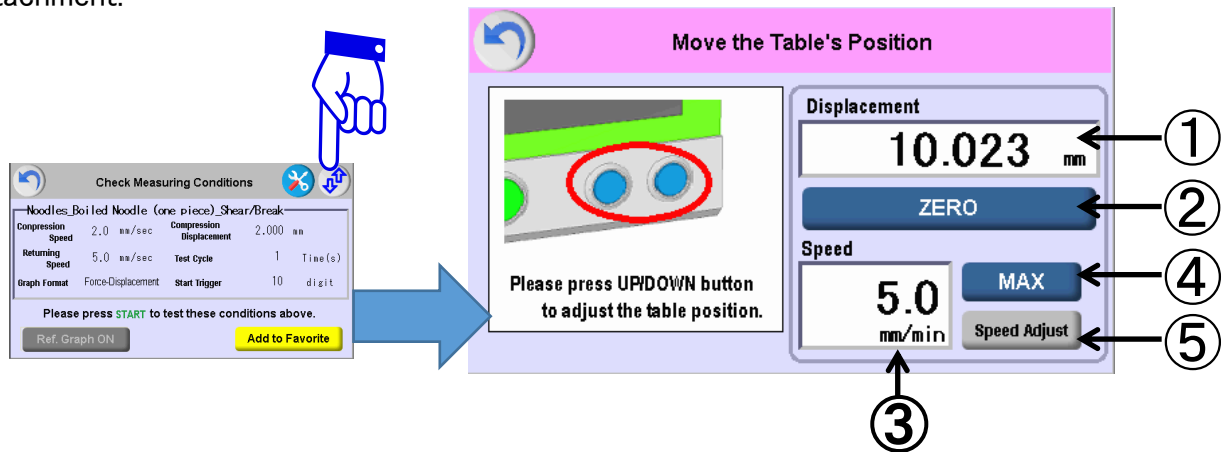 tachment.
Check Measuring Conditions
Noodles_Boiled Noodle (one piece)_Shear/Break
Conpression Speed 2.0 mm/sec Compression Displacement 2.000 mm
Returning Speed 5.0 mm/sec Test Cycle 1 Time(s)
Graph Format Force-Displacement Start Trigger 10 digit
Please press START to test these conditions above.
Ref. Graph ON Add to Favorite
Move the Table's Position
Please press UP/DOWN button
to adjust the table position.
Displacement
10.023 mm
①
ZERO
②
Speed
5.0
mm/min
③
MAX
④
Speed Adjust
⑤